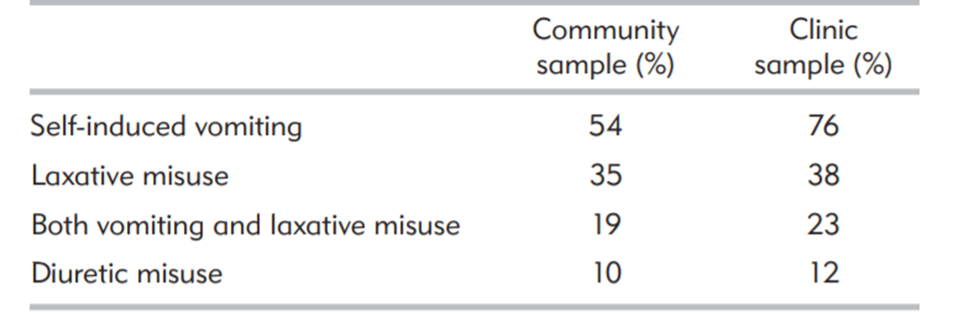 Community Clinic
sample (%) sample (%)
Self-induced vomiting 54 76
Laxative misuse 35 38
Both vomiting and laxative misuse 19 23
Diuretic misuse 10 12